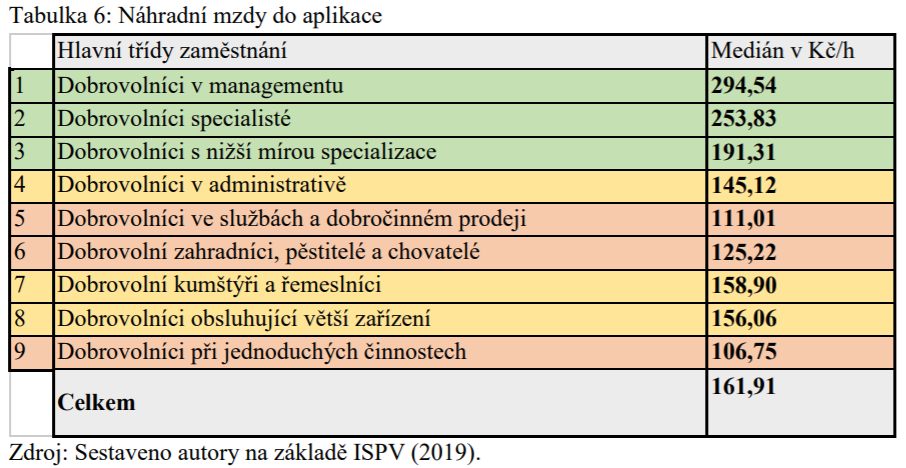 Tabulka 6: Náhradní mzdy do aplikace
Hlavní třídy zaměstnání Medián v Kč/h
1 Dobrovolníci v managementu 294,54
2 Dobrovolníci specialisté 253,83
3 Dobrovolníci s nižší mírou specializace 191,31
4 Dobrovolníci v administrativě 145,12
5 Dobrovolníci ve službách a dobročinném prodeji 111,01
6 Dobrovolní zahradníci, pěstitelé a chovatelé 125,22
7 Dobrovolní kumštýři a řemeslníci 158,90
8 Dobrovolníci obsluhující větší zařízení 156,06
9 Dobrovolníci při jednoduchých činnostech 106,75
Celkem 161,91
Zdroj: Sestaveno autory na základě ISPV (2019).